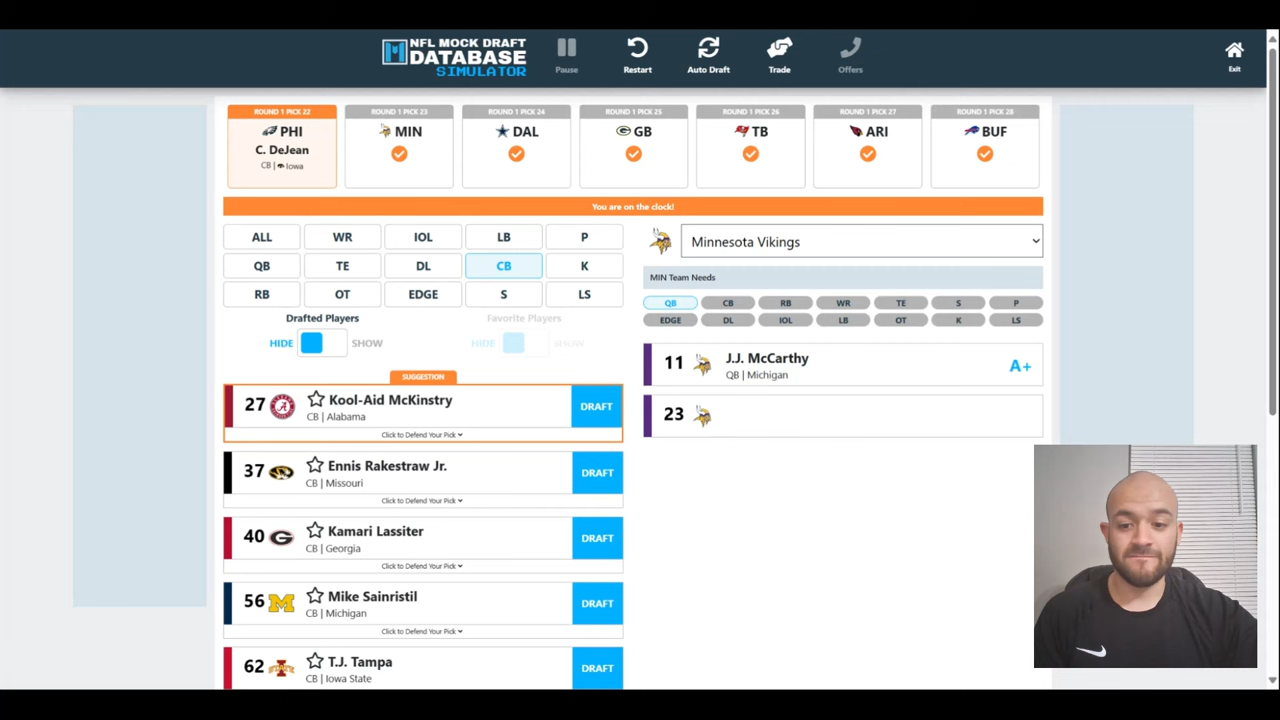 NFL MOCK DRAFT
DATABASE
SIMULATOR
Pause
Restart
Auto Draft
Trade
Offers
Exit
ROUND 1 PICK 22
PHI
C. DeJean
CB | Iowa
ROUND 1 PICK 23
MIN
ROUND 1 PICK 24
DAL
ROUND 1 PICK 25
GB
ROUND 1 PICK 26
TB
ROUND 1 PICK 27
ARI
ROUND 1 PICK 28
BUF
You are on the clock!
ALL WR IOL LB P
QB TE DL CB K
RB OT EDGE S LS
Drafted Players
HIDE SHOW
Favorite Players
HIDE SHOW
SUGGESTION
27 Kool-Aid McKinstry
CB | Alabama
DRAFT
Click to Defend Your Pick
37 Ennis Rakestraw Jr.
CB | Missouri
DRAFT
Click to Defend Your Pick
40 Kamari Lassiter
CB | Georgia
DRAFT
Click to Defend Your Pick
56 Mike Sainristil
CB | Michigan
DRAFT
Click to Defend Your Pick
62 T.J. Tampa
CB | Iowa State
DRAFT
Minnesota Vikings
MIN Team Needs
QB CB RB WR TE S P
EDGE DL IOL LB OT K LS
11 J.J. McCarthy
QB | Michigan
A+
23